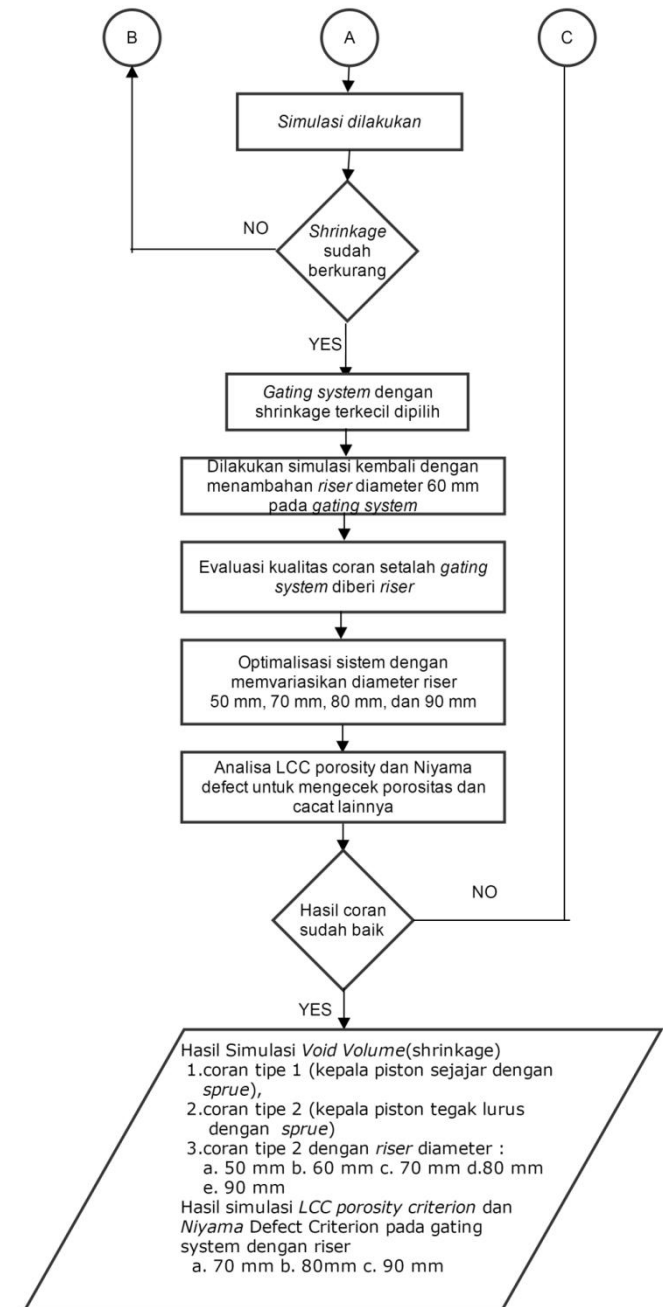 B
A
C
Simulasi dilakukan
NO
Shrinkage
sudah
berkurang
YES
Gating system dengan
shrinkage terkecil dipilih
Dilakukan simulasi kembali dengan
menambahan riser diameter 60 mm
pada gating system
Evaluasi kualitas coran setalah gating
system diberi riser
Optimalisasi sistem dengan
memvariasikan diameter riser
50 mm, 70 mm, 80 mm, dan 90 mm
Analisa LCC porosity dan Niyama
defect untuk mengecek porositas dan
cacat lainnya
Hasil coran
sudah baik
NO
YES
Hasil Simulasi Void Volume(shrinkage)
1.coran tipe 1 (kepala piston sejajar dengan
sprue),
2.coran tipe 2 (kepala piston tegak lurus
dengan sprue)
3.coran tipe 2 dengan riser diameter :
a. 50 mm b. 60 mm c. 70 mm d.80 mm
e. 90 mm
Hasil simulasi LCC porosity criterion dan
Niyama Defect Criterion pada gating
system dengan riser
a. 70 mm b. 80mm c. 90 mm